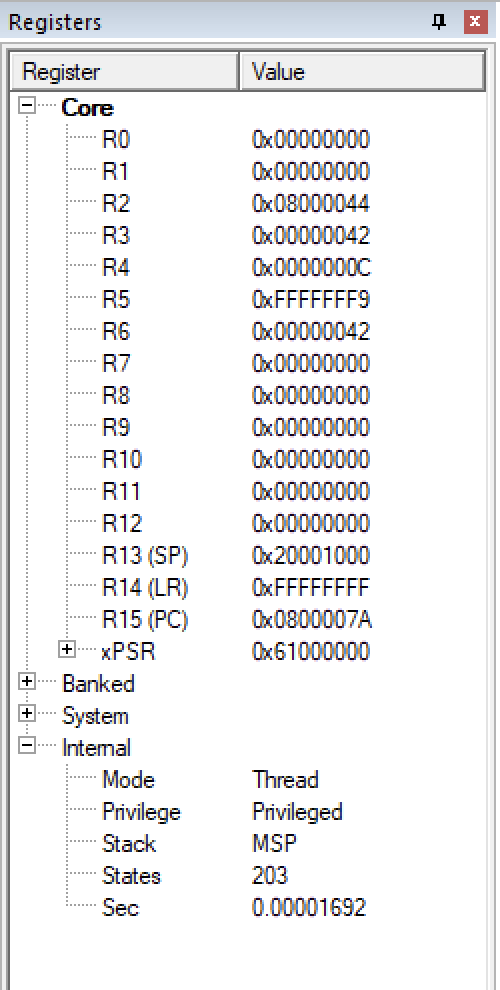 Registers
Register Value
Core
R0 0x00000000
R1 0x00000000
R2 0x08000044
R3 0x00000042
R4 0x0000000C
R5 0xFFFFFFF9
R6 0x00000042
R7 0x00000000
R8 0x00000000
R9 0x00000000
R10 0x00000000
R11 0x00000000
R12 0x00000000
R13 (SP) 0x20001000
R14 (LR) 0xFFFFFFFF
R15 (PC) 0x0800007A
xPSR 0x61000000
Banked
System
Internal
Mode Thread
Privilege Privileged
Stack MSP
States 203
Sec 0.00001692